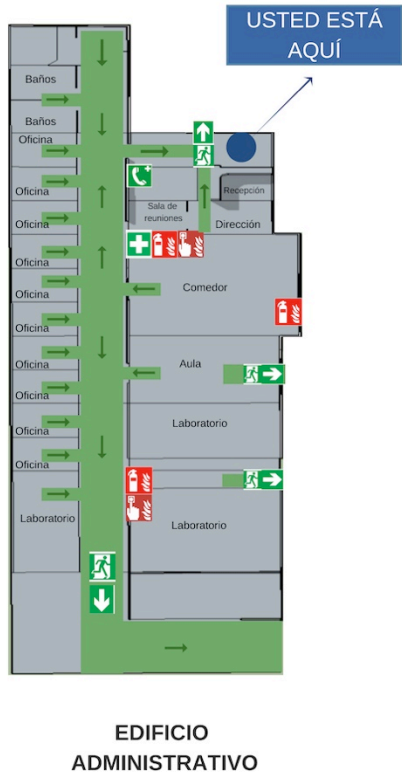 USTED ESTÁ
AQUÍ
Baños
Baños
Oficina
Oficina
Recepción
Sala de
reuniones
Oficina
Dirección
Oficina
Oficina
Comedor
Oficina
Oficina
Aula
Oficina
Oficina
Laboratorio
Oficina
Laboratorio
Laboratorio
EDIFICIO
ADMINISTRATIVO